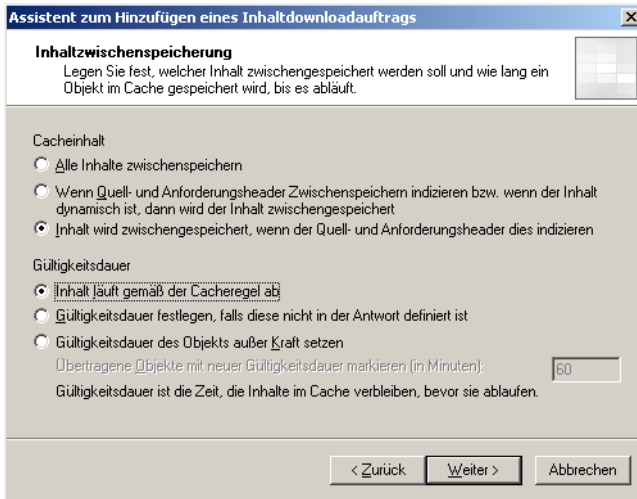 Assistent zum Hinzufügen eines Inhaltdownloadauftrags
Inhaltzwischenspeicherung
Legen Sie fest, welcher Inhalt zwischengespeichert werden soll und wie lang ein
Objekt im Cache gespeichert wird, bis es abläuft.
Cacheinhalt
Alle Inhalte zwischenspeichern
Wenn Quell- und Anforderungsheader Zwischenspeichern indizieren bzw. wenn der Inhalt
dynamisch ist, dann wird der Inhalt zwischengespeichert
Inhalt wird zwischengespeichert, wenn der Quell- und Anforderungsheader dies indizieren
Gültigkeitsdauer
Inhalt läuft gemäß der Cacheregel ab
Gültigkeitsdauer festlegen, falls diese nicht in der Antwort definiert ist
Gültigkeitsdauer des Objekts außer Kraft setzen
Übertragene Objekte mit neuer Gültigkeitsdauer markieren (in Minuten): 60
Gültigkeitsdauer ist die Zeit, die Inhalte im Cache verbleiben, bevor sie ablaufen.
< Zurück Weiter > Abbrechen